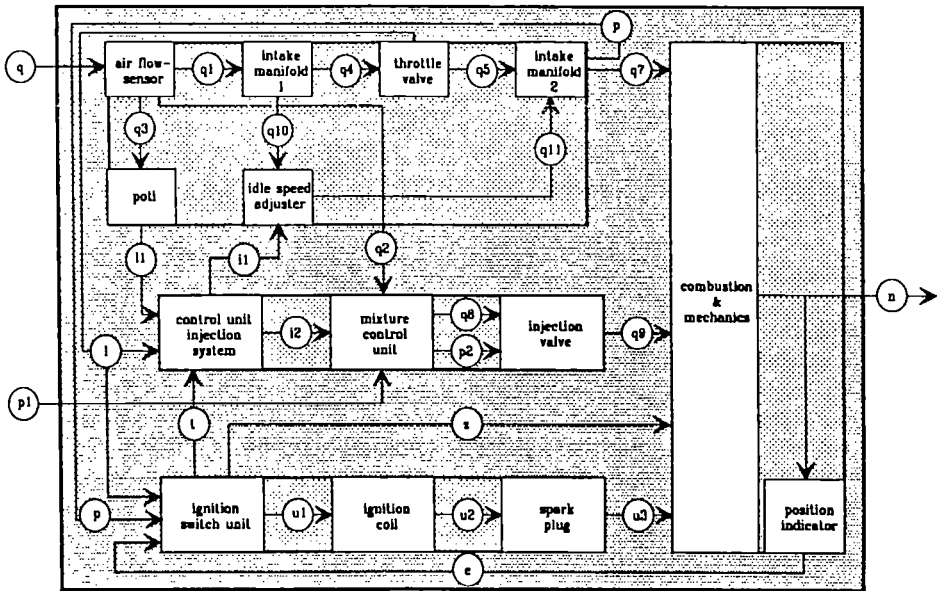 p
q
air flow-
sensor
q1
intake
manifold
1
q4
throttle
valve
q5
intake
manifold
2
q7
q3
q10
q11
poti
idle speed
adjuster
i1
q2
control unit
injection
system
i2
mixture
control
unit
q8
p2
injection
valve
q9
combustion
&
mechanics
n
p1
z
p
ignition
switch unit
u1
ignition
coil
u2
spark
plug
u3
position
indicator